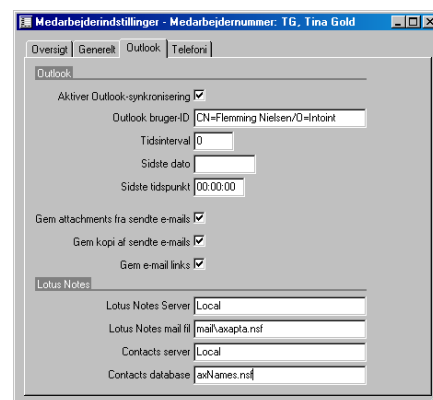 Medarbejderindstillinger - Medarbejdernummer: TG, Tina Gold
Oversigt Generelt Outlook Telefoni
Outlook
Aktiver Outlook-synkronisering
Outlook bruger-ID CN=Flemming Nielsen/O=Intoint
Tidsinterval 0
Sidste dato
Sidste tidspunkt 00:00:00
Gem attachments fra sendte e-mails
Gem kopi af sendte e-mails
Gem e-mail links
Lotus Notes
Lotus Notes Server Local
Lotus Notes mail fil mail\axapta.nsf
Contacts server Local
Contacts database axNames.nsf